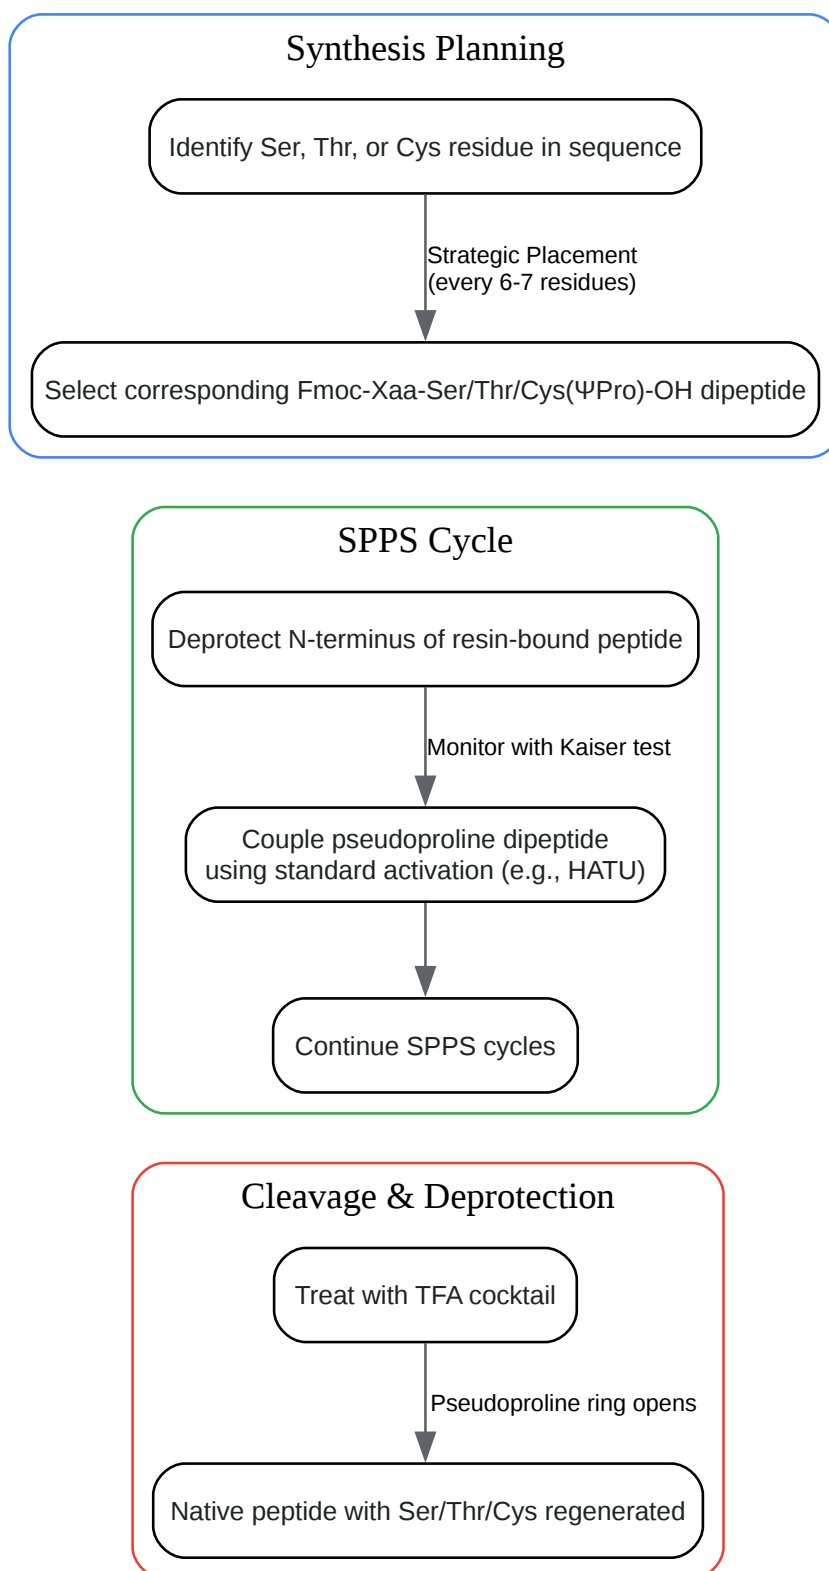 Synthesis Planning
Identify Ser, Thr, or Cys residue in sequence
Strategic Placement
(every 6-7 residues)
Select corresponding Fmoc-Xaa-Ser/Thr/Cys(ΨPro)-OH dipeptide
SPPS Cycle
Deprotect N-terminus of resin-bound peptide
Monitor with Kaiser test
Couple pseudoproline dipeptide
using standard activation (e.g., HATU)
Continue SPPS cycles
Cleavage & Deprotection
Treat with TFA cocktail
Pseudoproline ring opens
Native peptide with Ser/Thr/Cys regenerated